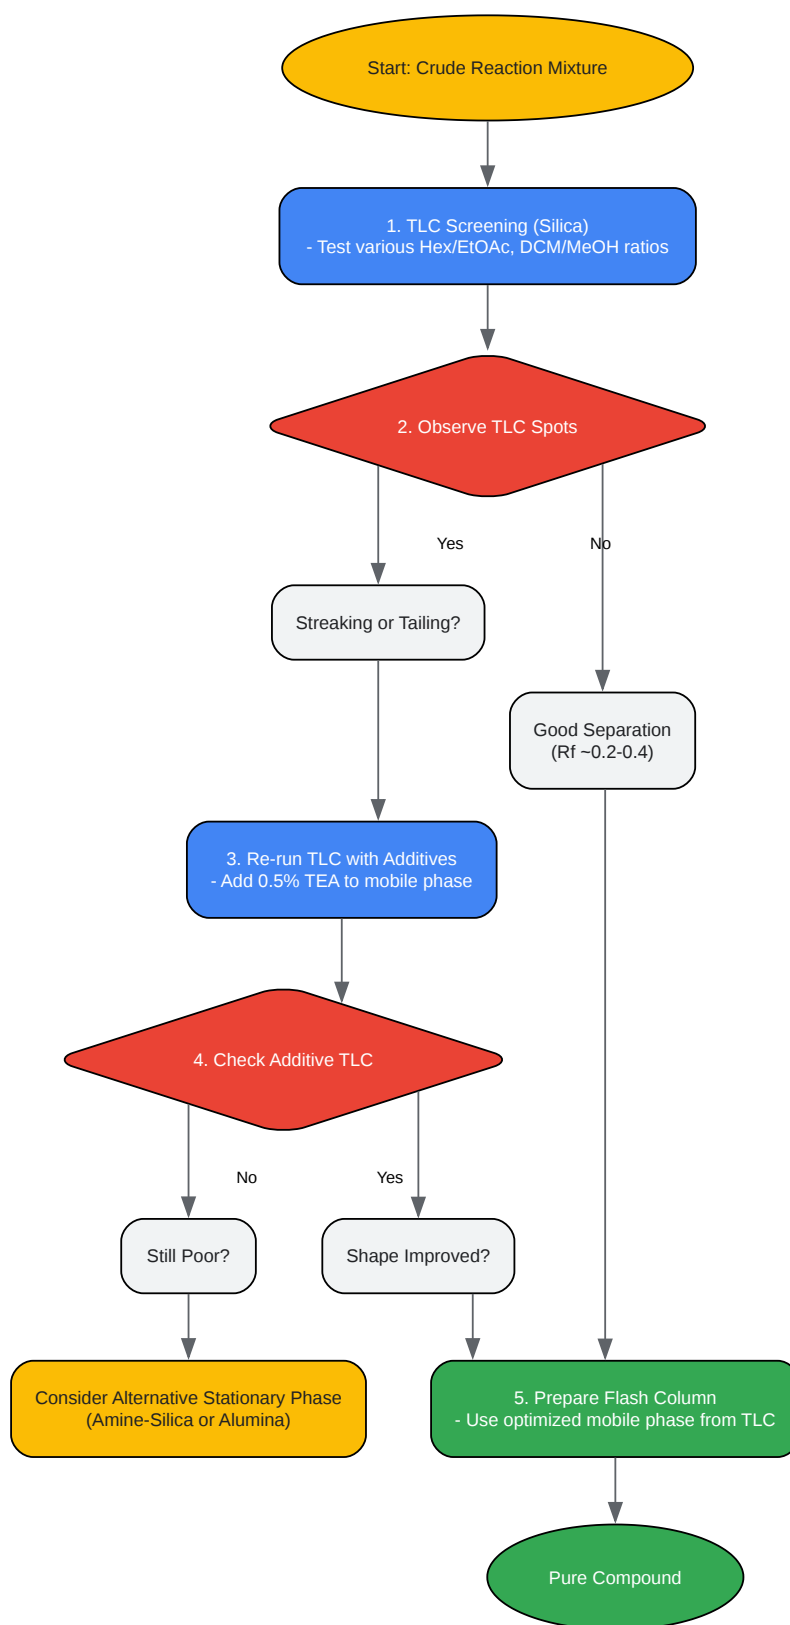 Start: Crude Reaction Mixture
1. TLC Screening (Silica)
- Test various Hex/EtOAc, DCM/MeOH ratios
2. Observe TLC Spots
Yes
No
Streaking or Tailing?
Good Separation
(Rf ~0.2-0.4)
3. Re-run TLC with Additives
- Add 0.5% TEA to mobile phase
4. Check Additive TLC
No
Yes
Still Poor?
Shape Improved?
Consider Alternative Stationary Phase
(Amine-Silica or Alumina)
5. Prepare Flash Column
- Use optimized mobile phase from TLC
Pure Compound